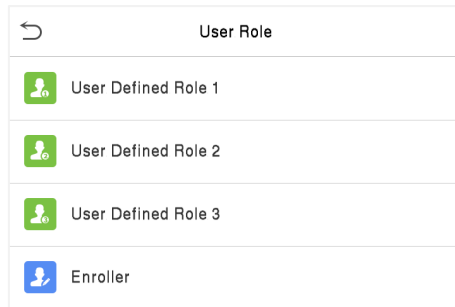 User Role
User Defined Role 1
User Defined Role 2
User Defined Role 3
Enroller